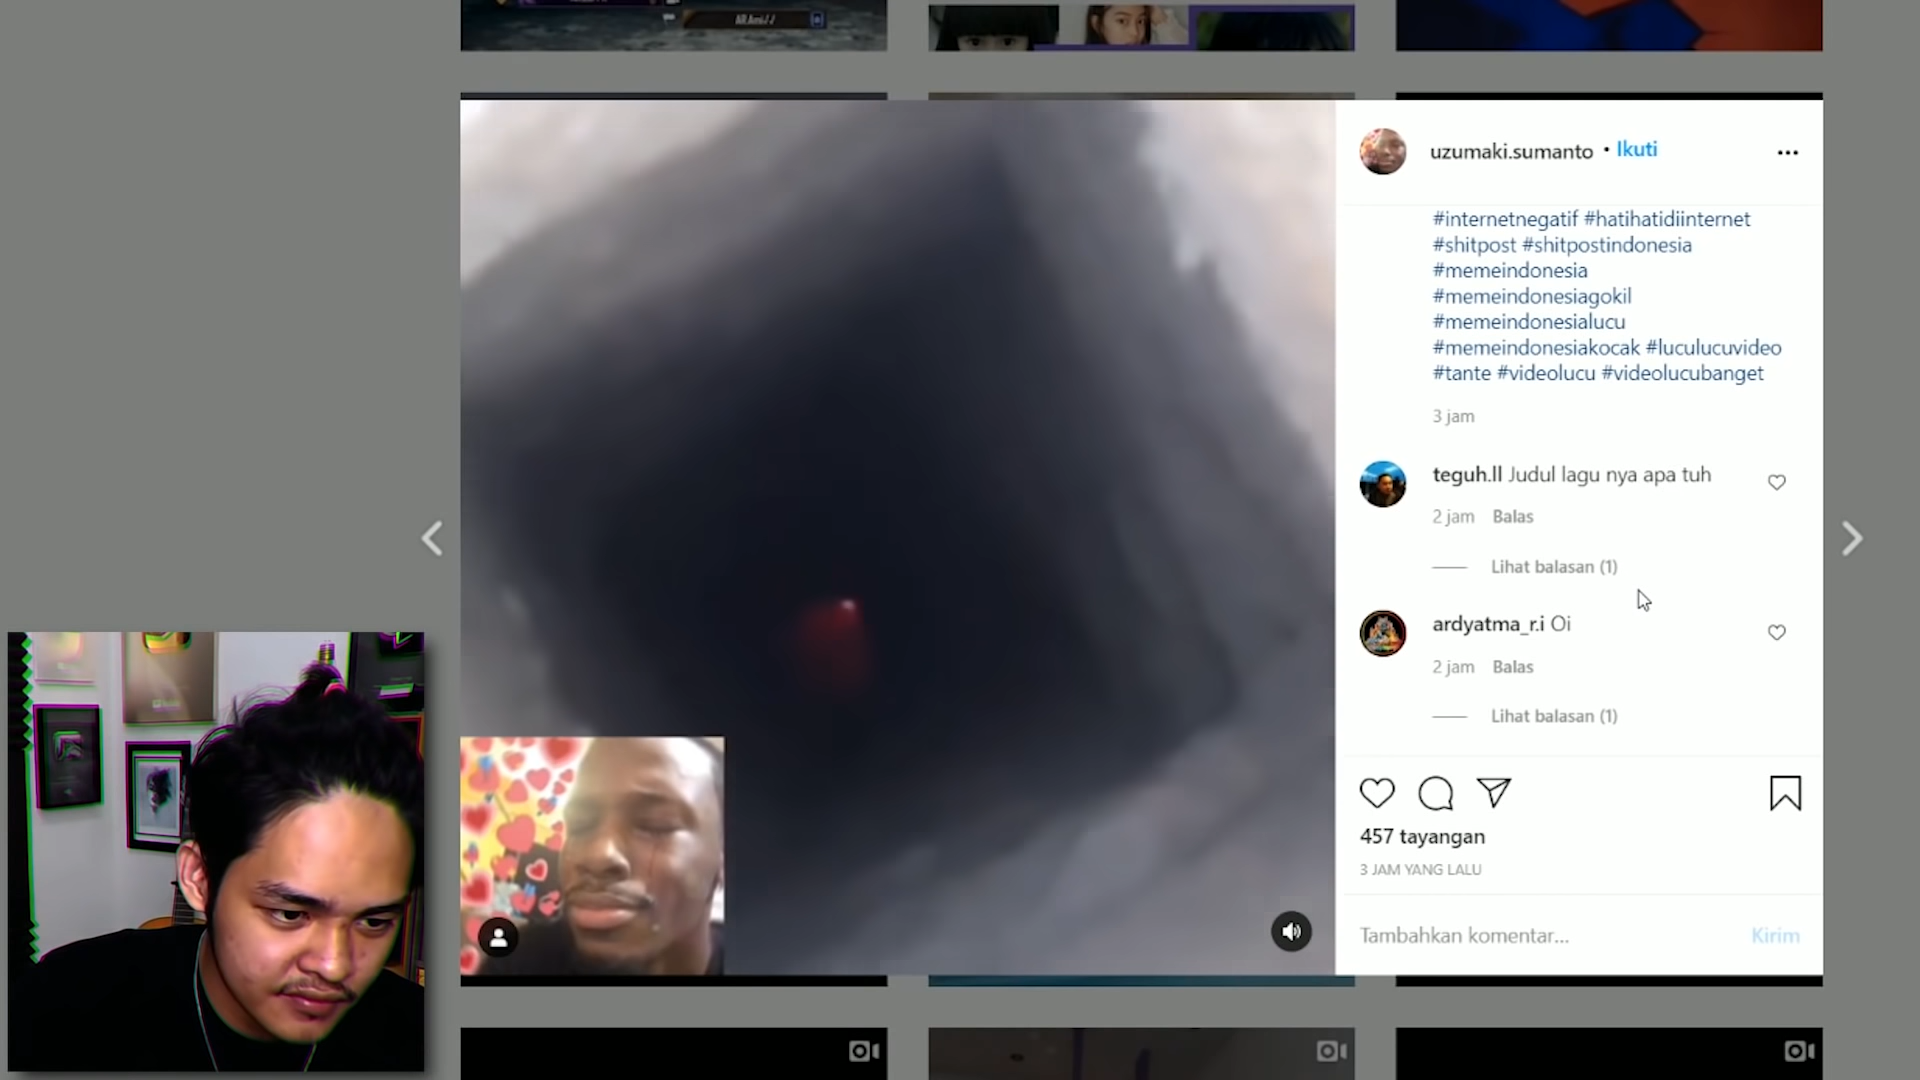 uzumaki.sumanto • Ikuti
#internetnegatif #hatihatidiinternet
#shitpost #shitpostindonesia
#memeindonesia
#memeindonesiagokil
#memeindonesialucu
#memeindonesiakocak #luculucuvideo
#tante #videolucu #videolucubanget
3 jam
teguh.ll Judul lagu nya apa tuh
2 jam Balas
Lihat balasan (1)
ardyatma_r.i Oi
2 jam Balas
Lihat balasan (1)
457 tayangan
3 JAM YANG LALU
Tambahkan komentar... Kirim